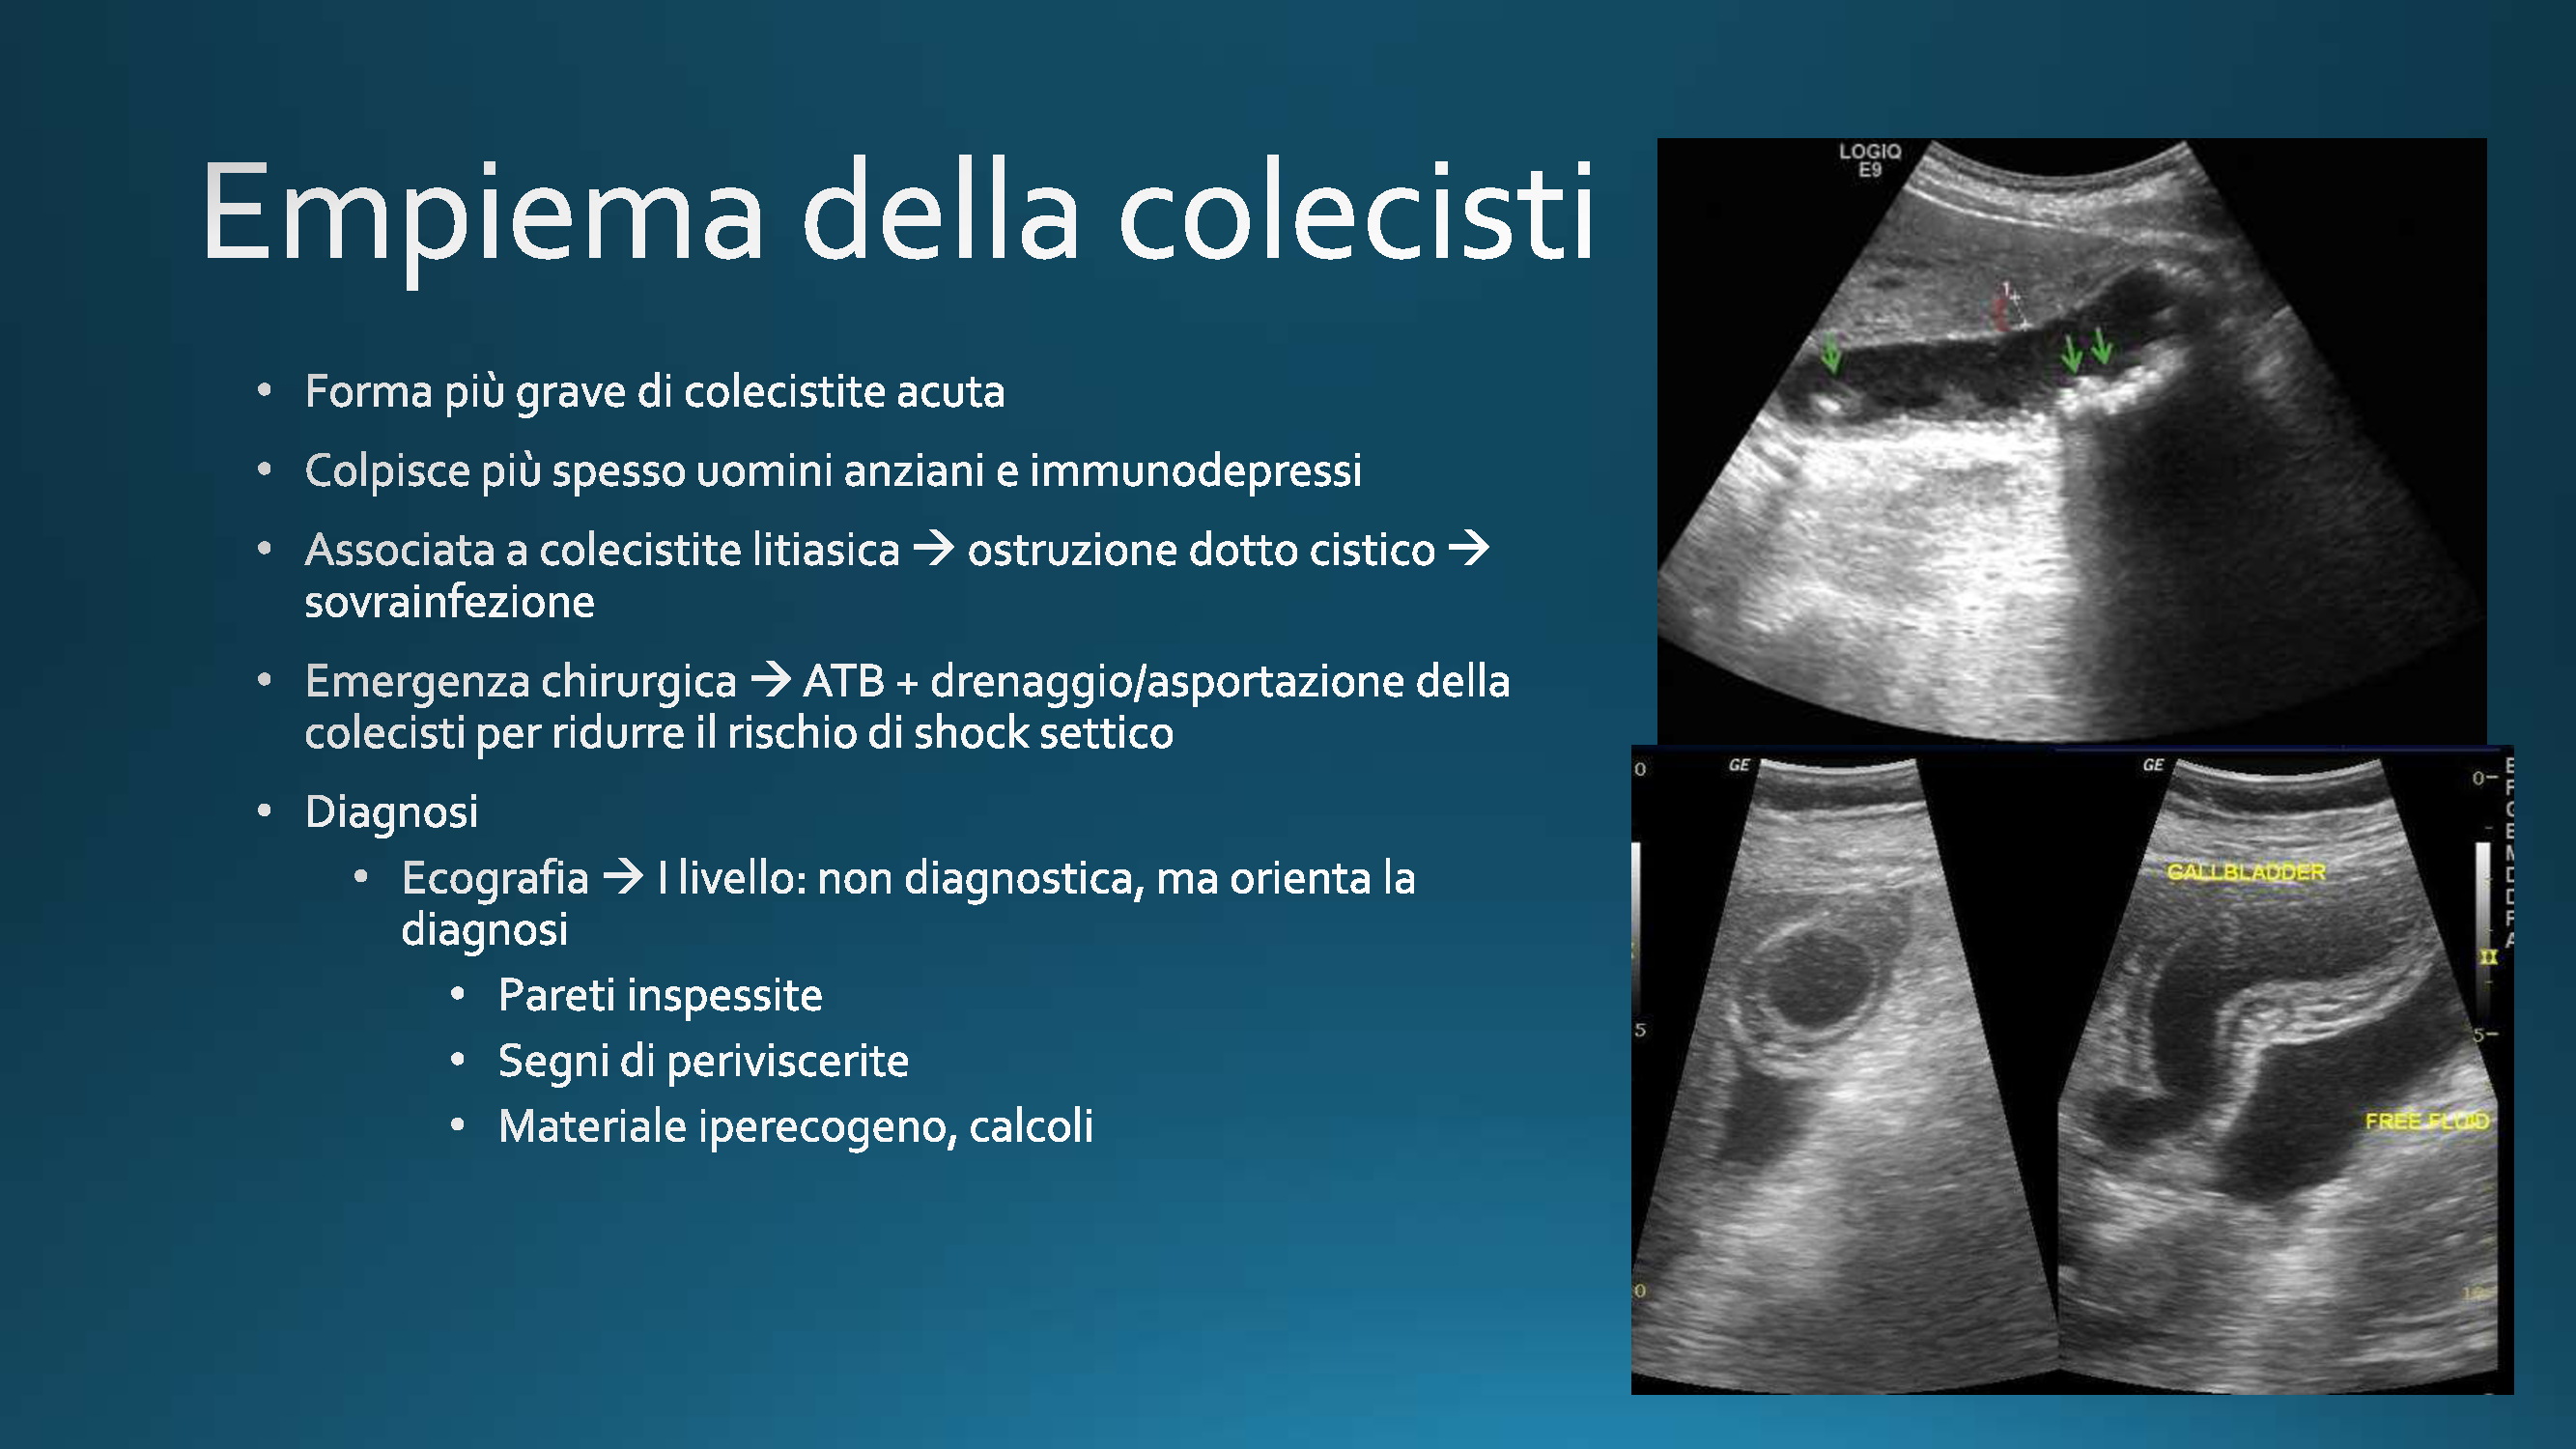 Empiema della colecisti
• Forma più grave di colecistite acuta
• Colpisce più spesso uomini anziani e immunodepressi
• Associata a colecistite litiasica → ostruzione dotto cistico →
sovrainfezione
• Emergenza chirurgica → ATB + drenaggio/asportazione della
colecisti per ridurre il rischio di shock settico
• Diagnosi
• Ecografia → I livello: non diagnostica, ma orienta la
diagnosi
• Pareti inspessite
• Segni di periviscerite
• Materiale iperecogeno, calcoli
LOGIQ
E9
1
0
GE
5
0
GE
0
GALLBLADDER
5
FREE FLUID
10